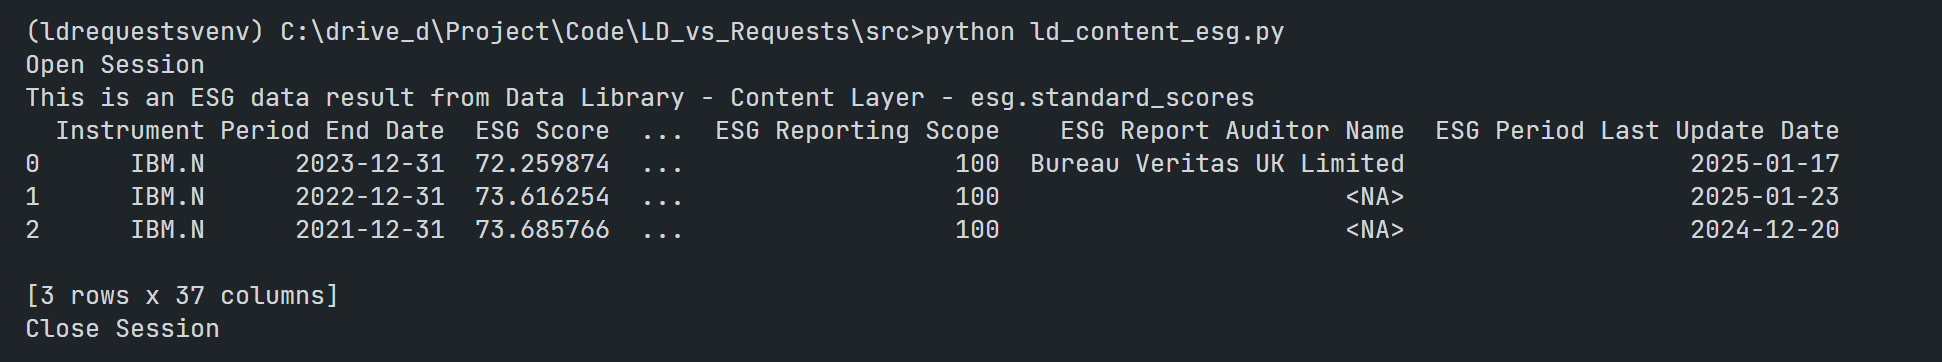 (ldrequestsvenv) C:\drive_d\Project\Code\LD_vs_Requests\src>python ld_content_esg.py
Open Session
This is an ESG data result from Data Library - Content Layer - esg.standard_scores
  Instrument Period End Date  ESG Score  ...  ESG Reporting Scope    ESG Report Auditor Name  ESG Period Last Update Date
0      IBM.N      2023-12-31  72.259874  ...                  100  Bureau Veritas UK Limited                   2025-01-17
1      IBM.N      2022-12-31  73.616254  ...                  100                       <NA>                   2025-01-23
2      IBM.N      2021-12-31  73.685766  ...                  100                       <NA>                   2024-12-20
[3 rows x 37 columns]
Close Session